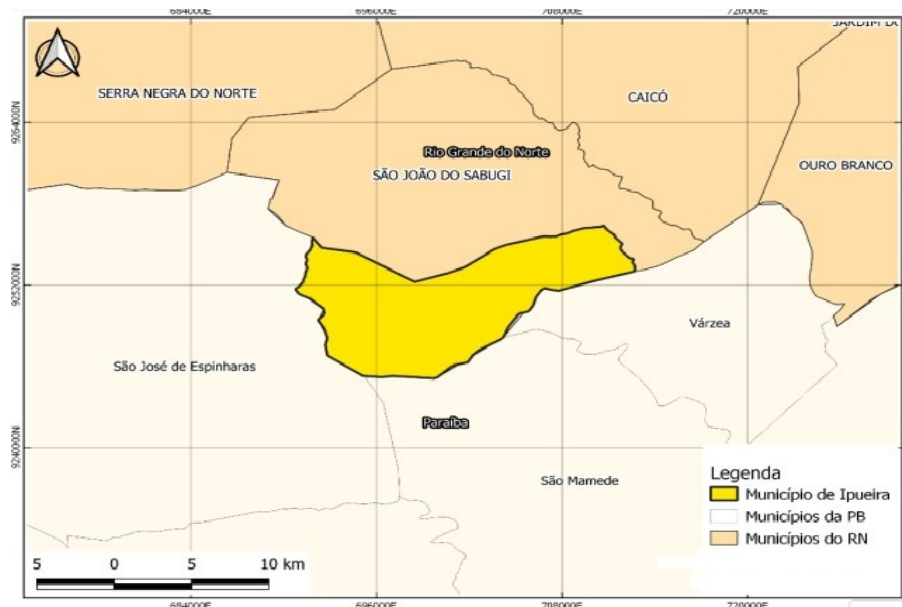 684000E 696000E 708000E 720000E
JARDIM DO
SERRA NEGRA DO NORTE
CAICÓ
9264000N
Rio Grande do Norte
OURO BRANCO
SÃO JOÃO DO SABUGI
9252000N
Várzea
São José de Espinharas
Paraíba
9240000N
São Mamede
Legenda
Município de Ipueira
Municípios da PB
Municípios do RN
5 0 5 10 km
684000E 696000E 708000E 720000E